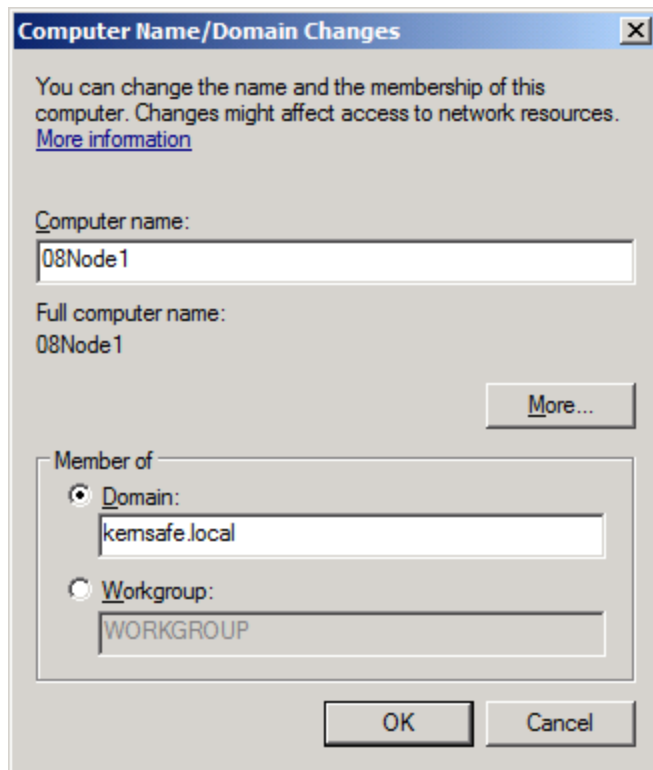 Computer Name/Domain Changes
You can change the name and the membership of this
computer. Changes might affect access to network resources.
More information
Computer name:
08Node1
Full computer name:
08Node1
More...
Member of
Domain:
kernsafe.local
Workgroup:
WORKGROUP
OK
Cancel